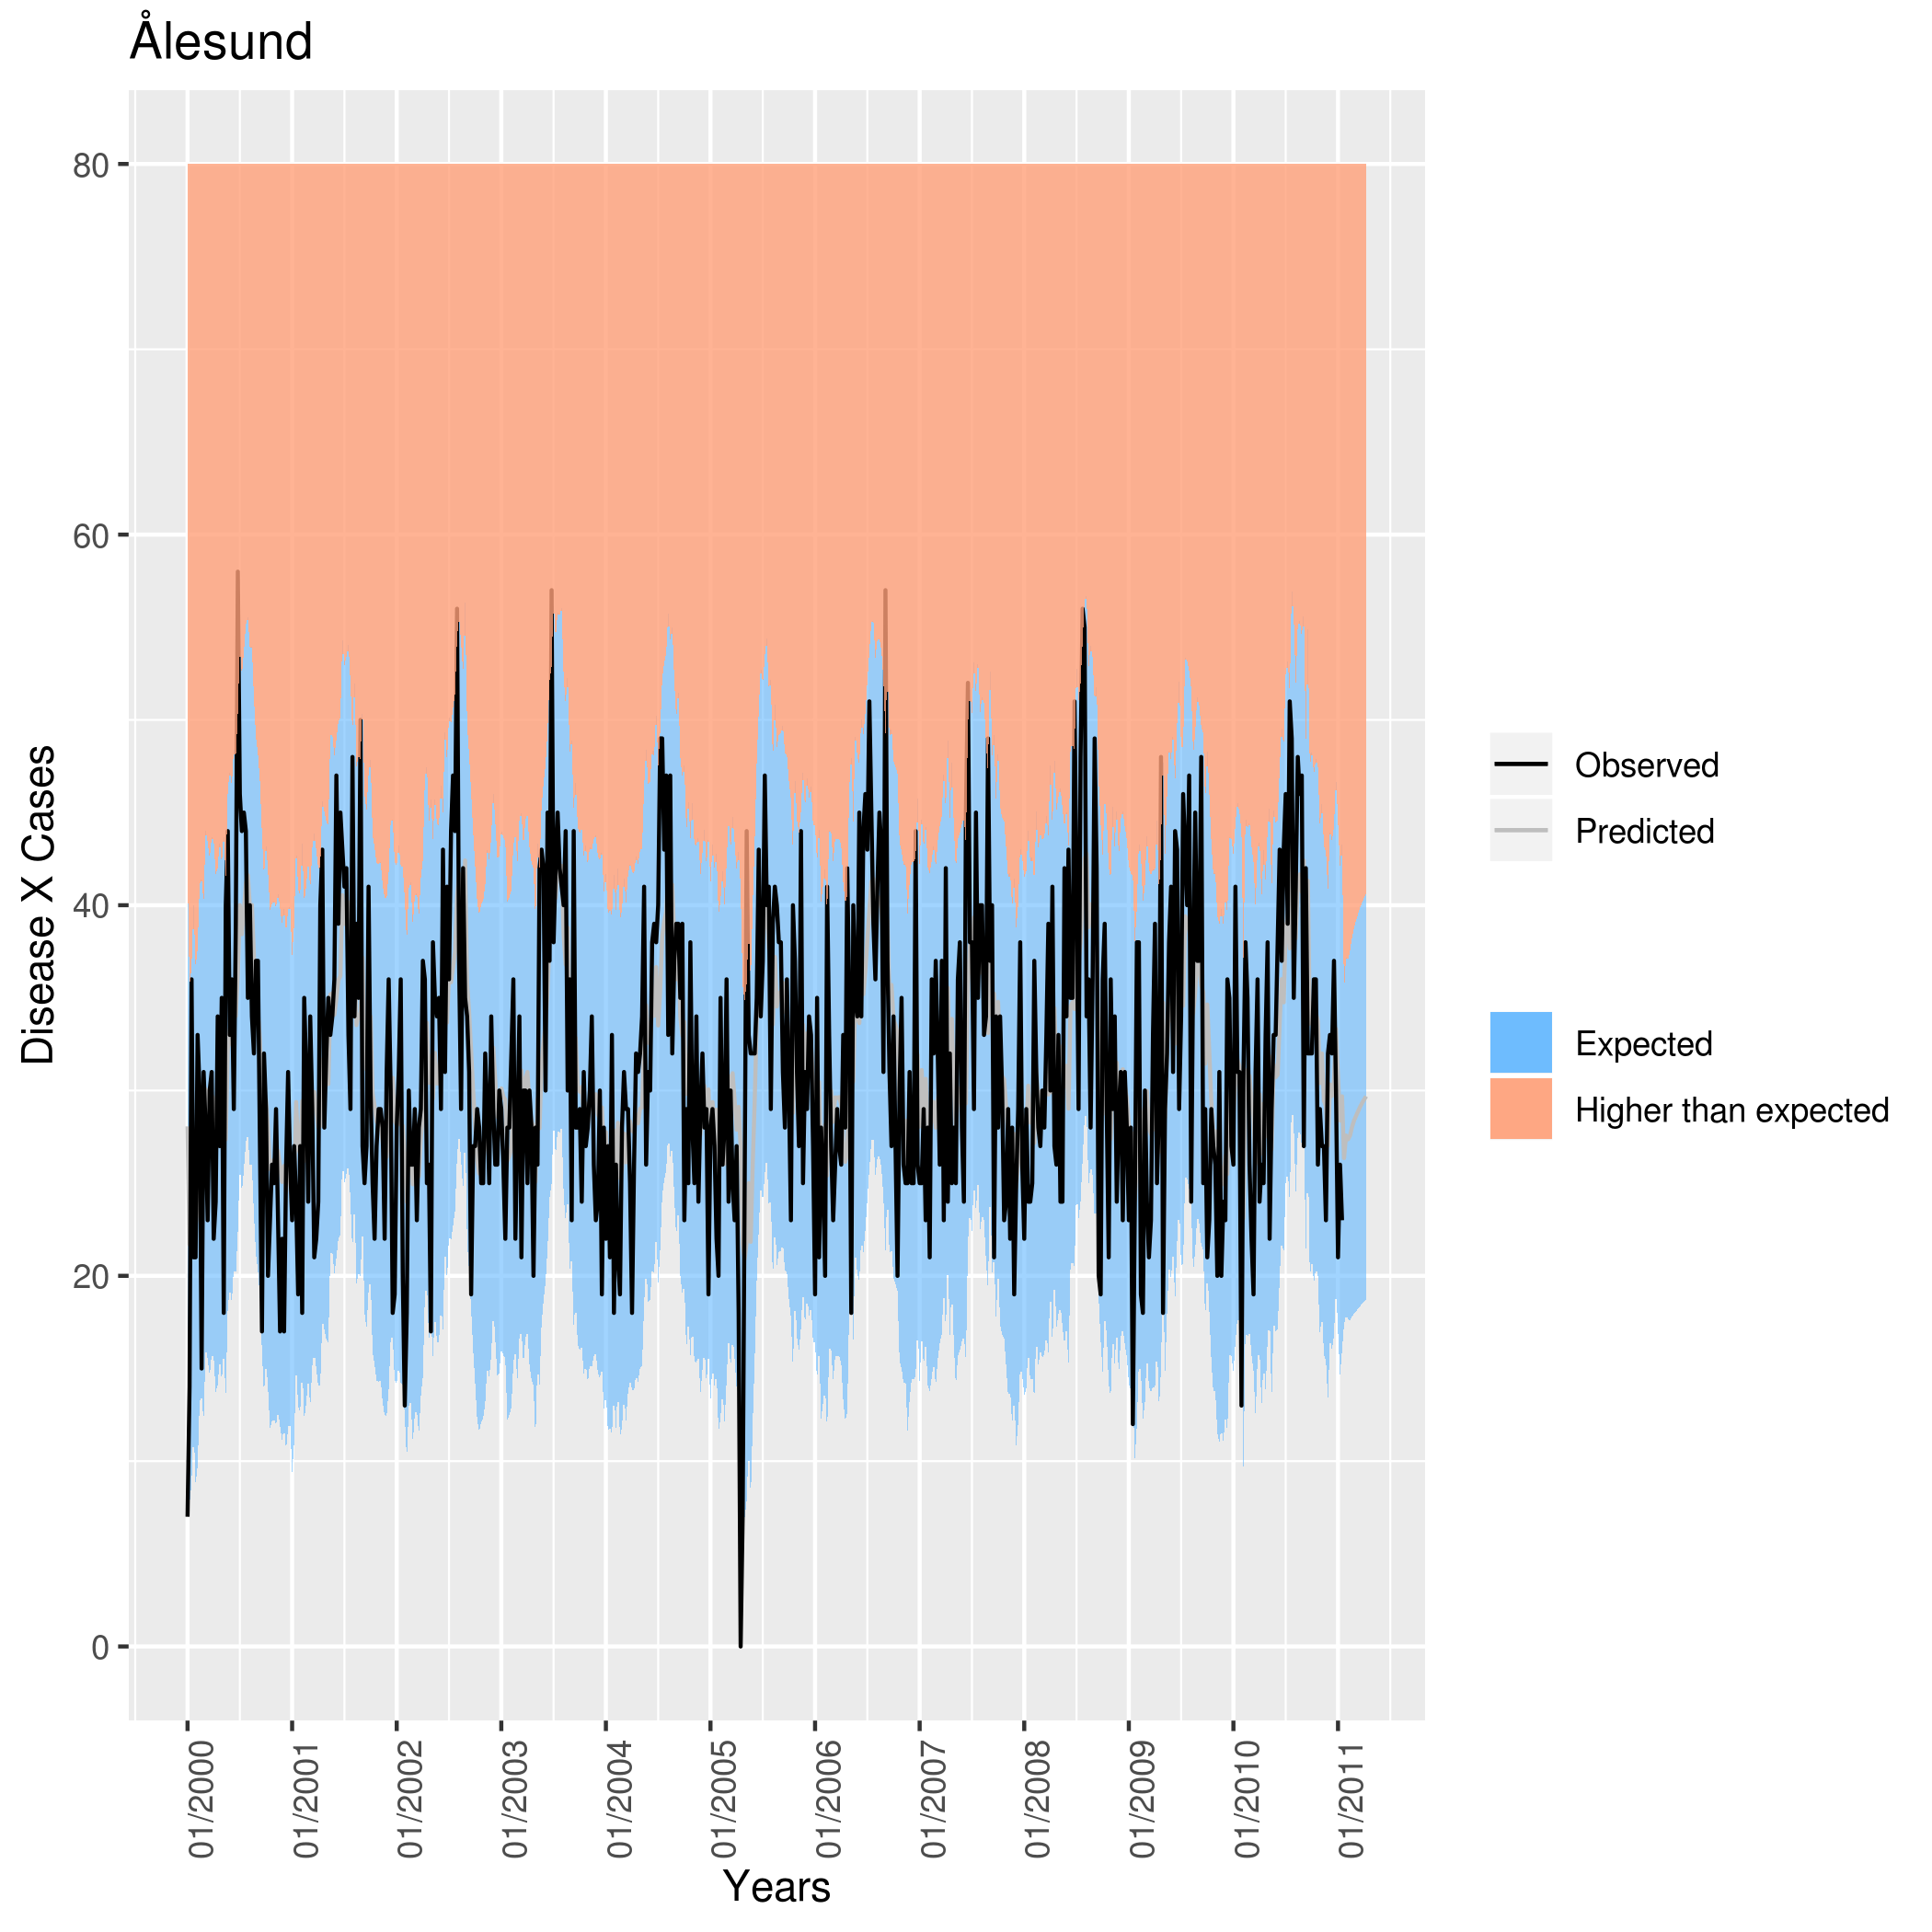 Ålesund
80
60
40
20
0
Disease X Cases
01/2000
01/2001
01/2002
01/2003
01/2004
01/2005
01/2006
01/2007
01/2008
01/2009
01/2010
01/2011
Years
Observed
Predicted
Expected
Higher than expected